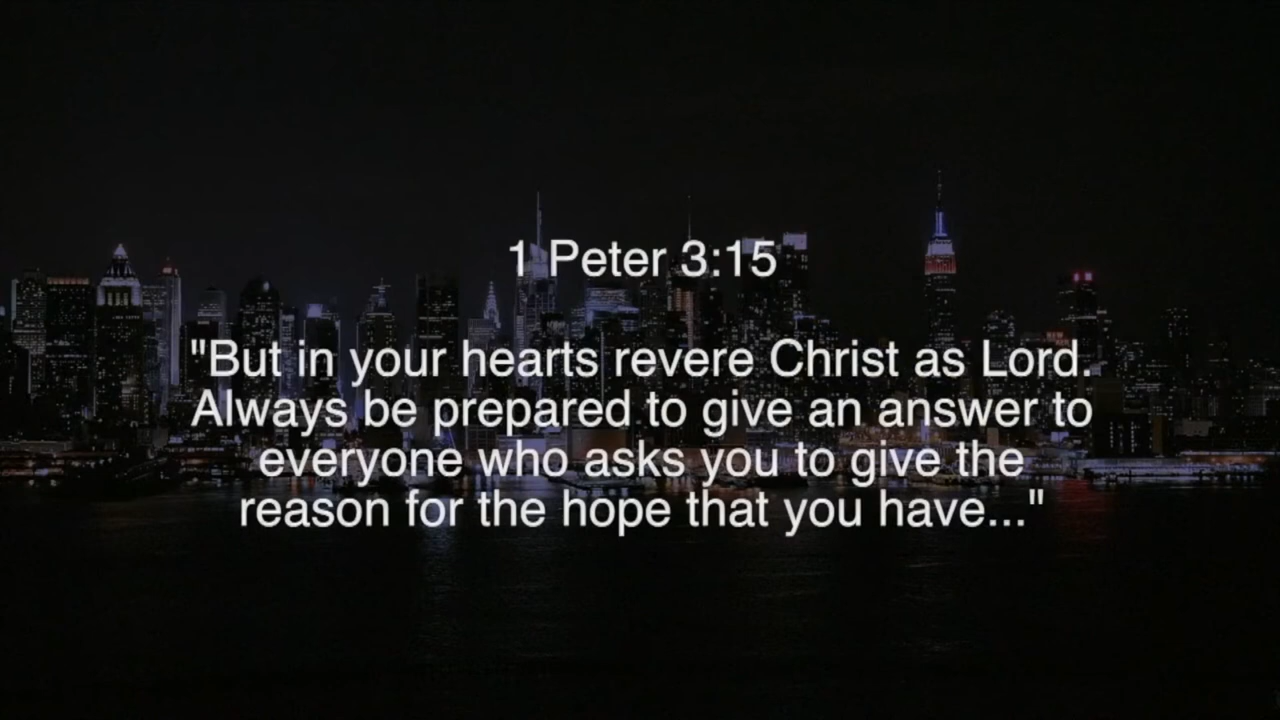 1 Peter 3:15
"But in your hearts revere Christ as Lord.
Always be prepared to give an answer to
everyone who asks you to give the
reason for the hope that you have..."